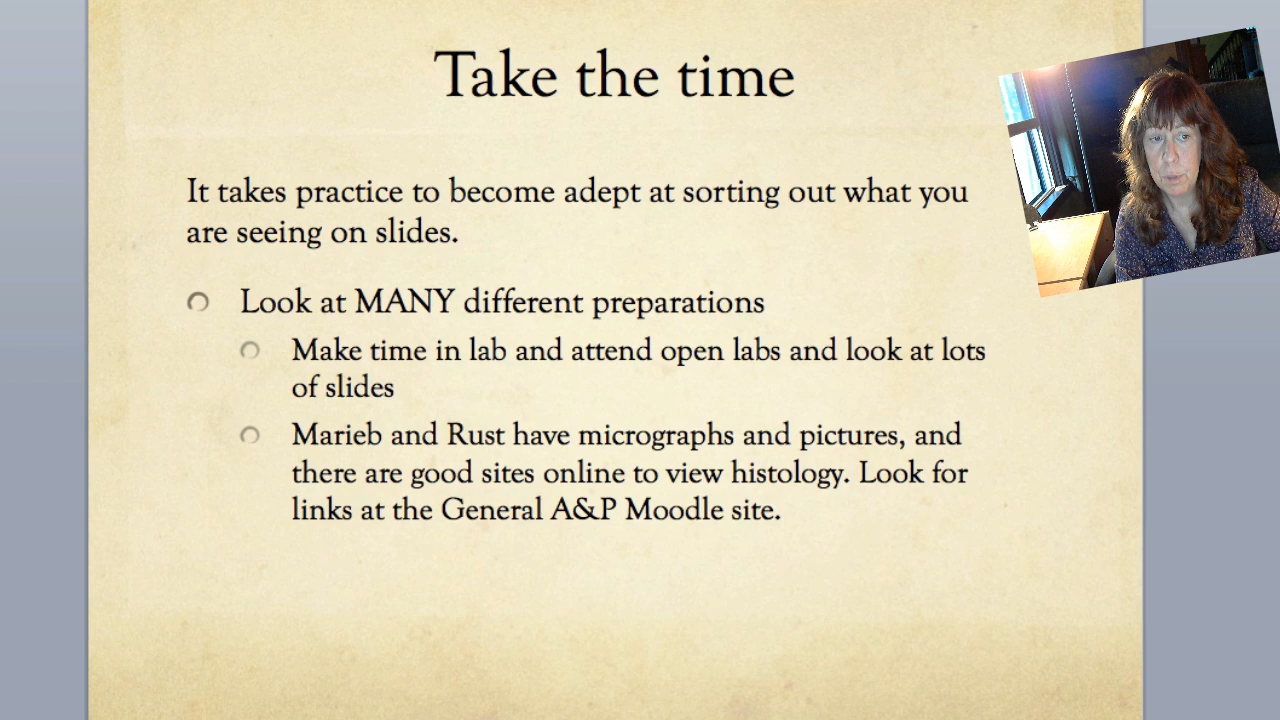 Take the time
It takes practice to become adept at sorting out what you
are seeing on slides.
Look at MANY different preparations
Make time in lab and attend open labs and look at lots
of slides
Marieb and Rust have micrographs and pictures, and
there are good sites online to view histology. Look for
links at the General A&P Moodle site.